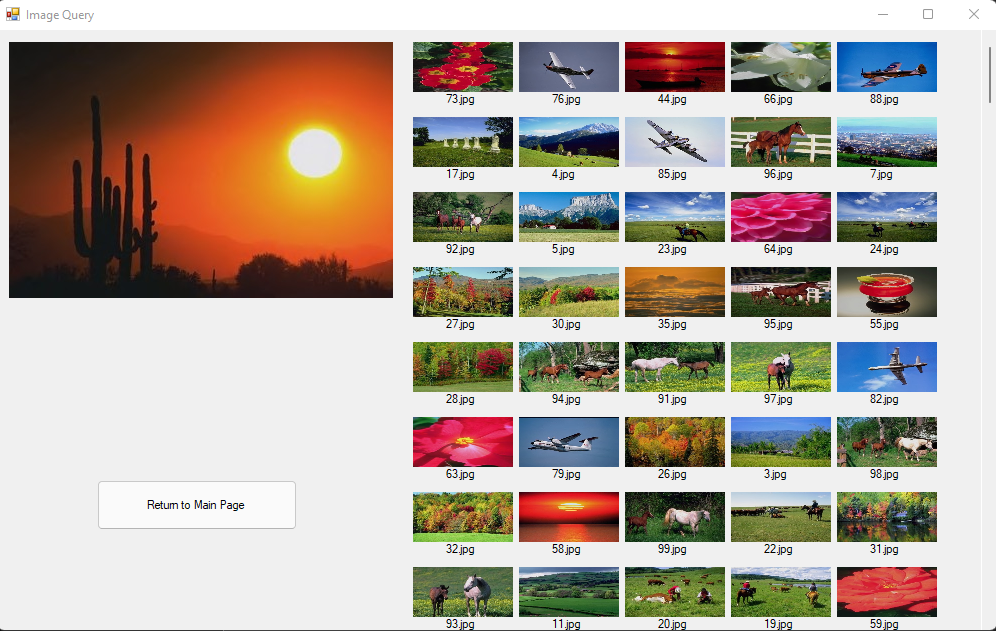 Image Query
73.jpg 76.jpg 44.jpg 66.jpg 88.jpg
17.jpg 4.jpg 85.jpg 96.jpg 7.jpg
92.jpg 5.jpg 23.jpg 64.jpg 24.jpg
27.jpg 30.jpg 35.jpg 95.jpg 55.jpg
28.jpg 94.jpg 91.jpg 97.jpg 82.jpg
63.jpg 79.jpg 26.jpg 3.jpg 98.jpg
Return to Main Page
32.jpg 58.jpg 99.jpg 22.jpg 31.jpg
93.jpg 11.jpg 20.jpg 19.jpg 59.jpg